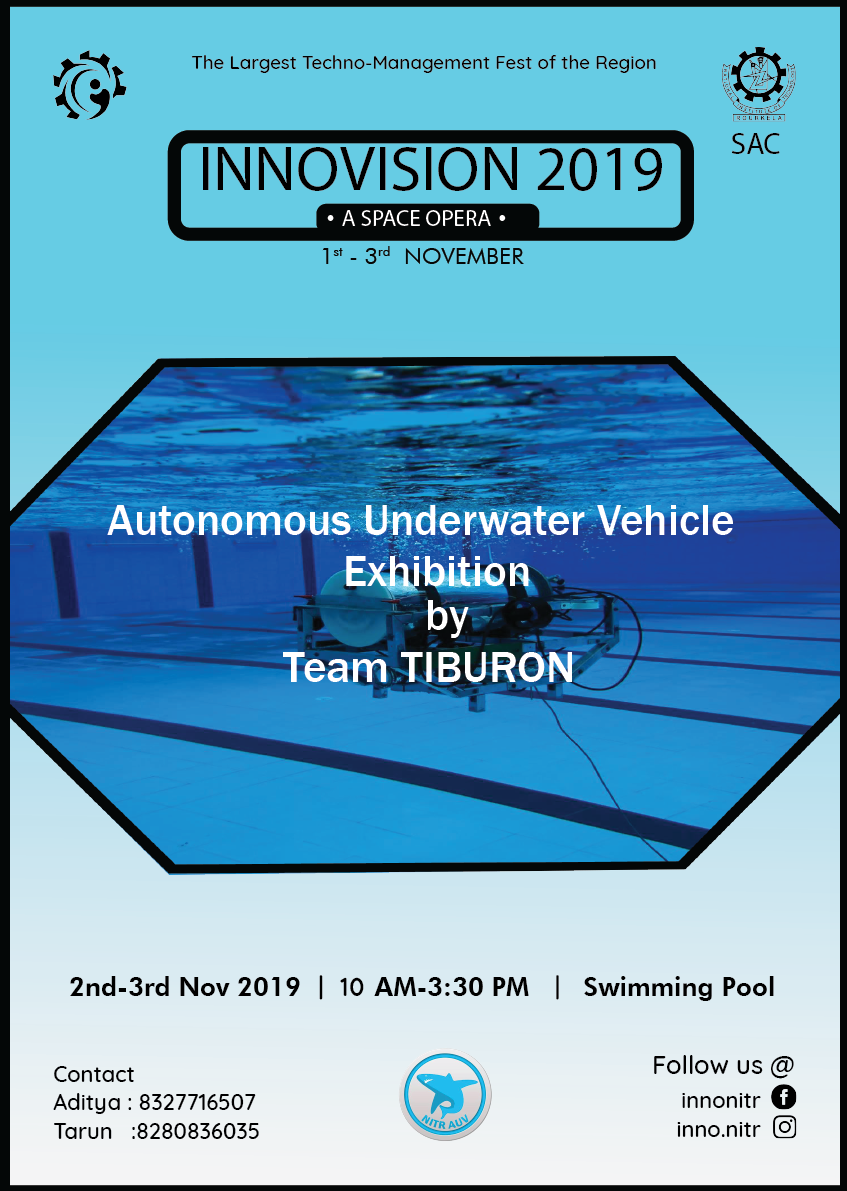 The Largest Techno-Management Fest of the Region
INNOVISION 2019
• A SPACE OPERA •
1st - 3rd NOVEMBER
ROURKELA
SAC
Autonomous Underwater Vehicle
Exhibition
by
Team TIBURON
2nd-3rd Nov 2019 | 10 AM-3:30 PM | Swimming Pool
Contact
Aditya : 8327716507
Tarun :8280836035
NITR AUV
Follow us @
innonitr
inno.nitr